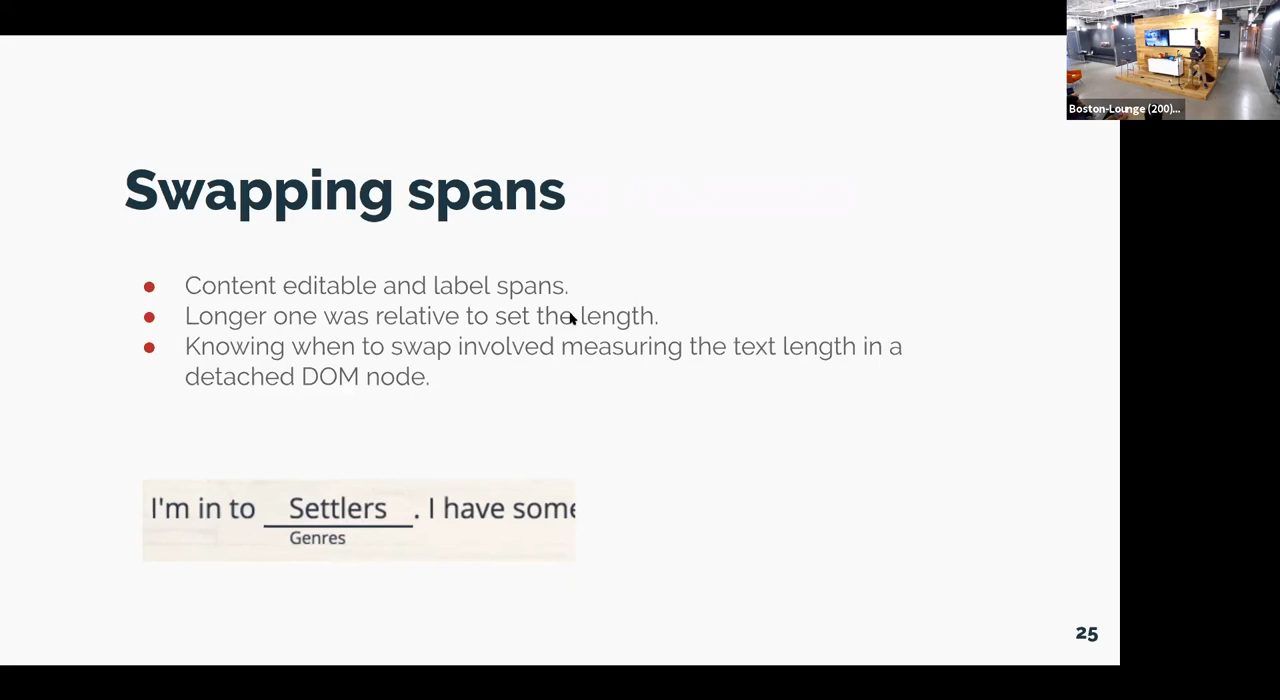 Boston-Lounge (200)...
Swapping spans
● Content editable and label spans.
● Longer one was relative to set the length.
● Knowing when to swap involved measuring the text length in a
detached DOM node.
I'm in to Settlers. I have some
Genres
25